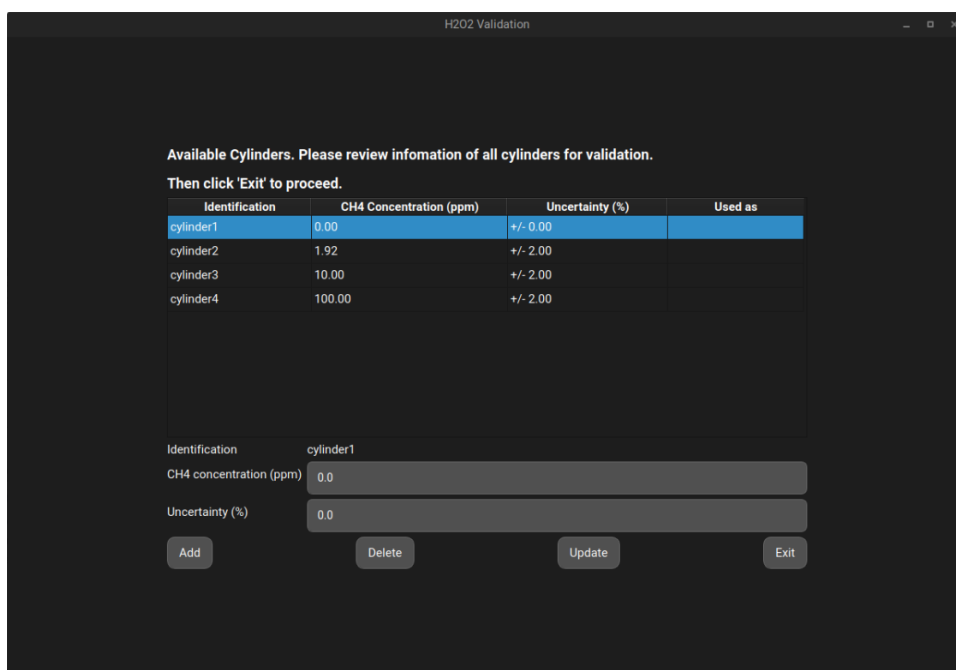 H2O2 Validation
Available Cylinders. Please review infomation of all cylinders for validation.
Then click 'Exit' to proceed.
Identification CH4 Concentration (ppm) Uncertainty (%) Used as
cylinder1 0.00 +/- 0.00
cylinder2 1.92 +/- 2.00
cylinder3 10.00 +/- 2.00
cylinder4 100.00 +/- 2.00
Identification cylinder1
CH4 concentration (ppm) 0.0
Uncertainty (%) 0.0
Add Delete Update Exit